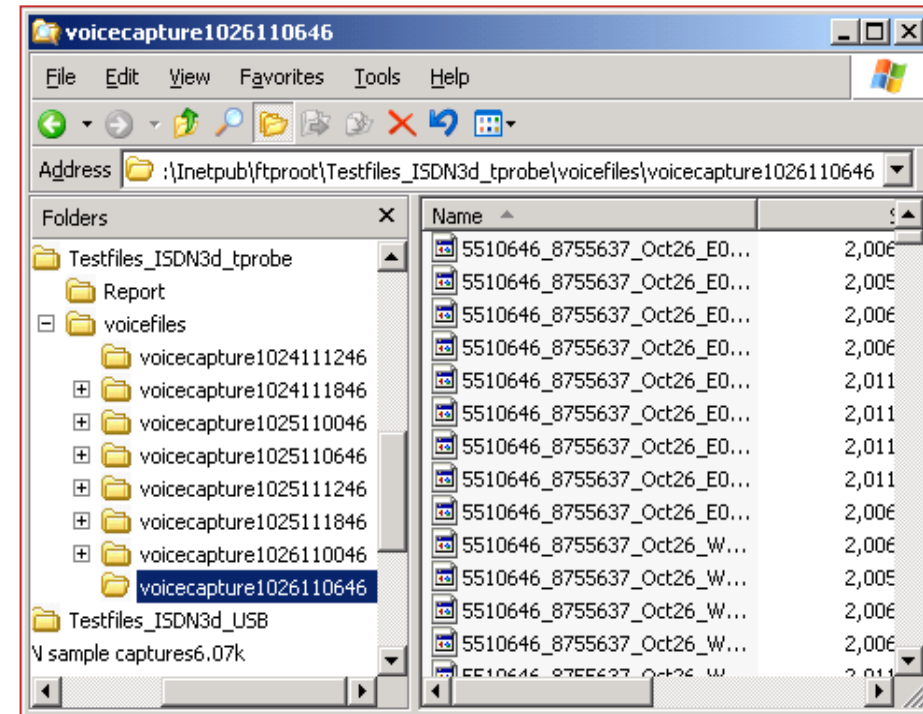 voicecapture1026110646
File Edit View Favorites Tools Help
Address :\Inetpub\ftproot\Testfiles_ISDN3d_tprobe\voicefiles\voicecapture1026110646
Folders
Testfiles_ISDN3d_tprobe
Report
voicefiles
voicecapture1024111246
voicecapture1024111846
voicecapture1025110046
voicecapture1025110646
voicecapture1025111246
voicecapture1025111846
voicecapture1026110046
voicecapture1026110646
Testfiles_ISDN3d_USB
sample captures6.07k
Name
5510646_8755637_Oct26_E0... 2,006
5510646_8755637_Oct26_E0... 2,005
5510646_8755637_Oct26_E0... 2,006
5510646_8755637_Oct26_E0... 2,006
5510646_8755637_Oct26_E0... 2,011
5510646_8755637_Oct26_E0... 2,011
5510646_8755637_Oct26_E0... 2,011
5510646_8755637_Oct26_E0... 2,011
5510646_8755637_Oct26_E0... 2,006
5510646_8755637_Oct26_W... 2,006
5510646_8755637_Oct26_W... 2,005
5510646_8755637_Oct26_W... 2,006
5510646_8755637_Oct26_W... 2,006
5510646_8755637_Oct26_W... 2,011